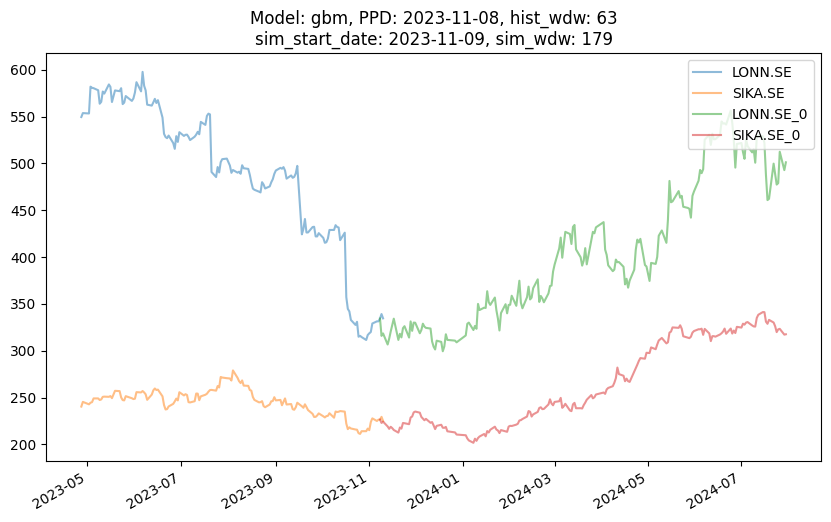 Model: gbm, PPD: 2023-11-08, hist_wdw: 63
sim_start_date: 2023-11-09, sim_wdw: 179
LONN.SE
SIKA.SE
LONN.SE_0
SIKA.SE_0
600
550
500
450
400
350
300
250
200
2023-05
2023-07
2023-09
2023-11
2024-01
2024-03
2024-05
2024-07